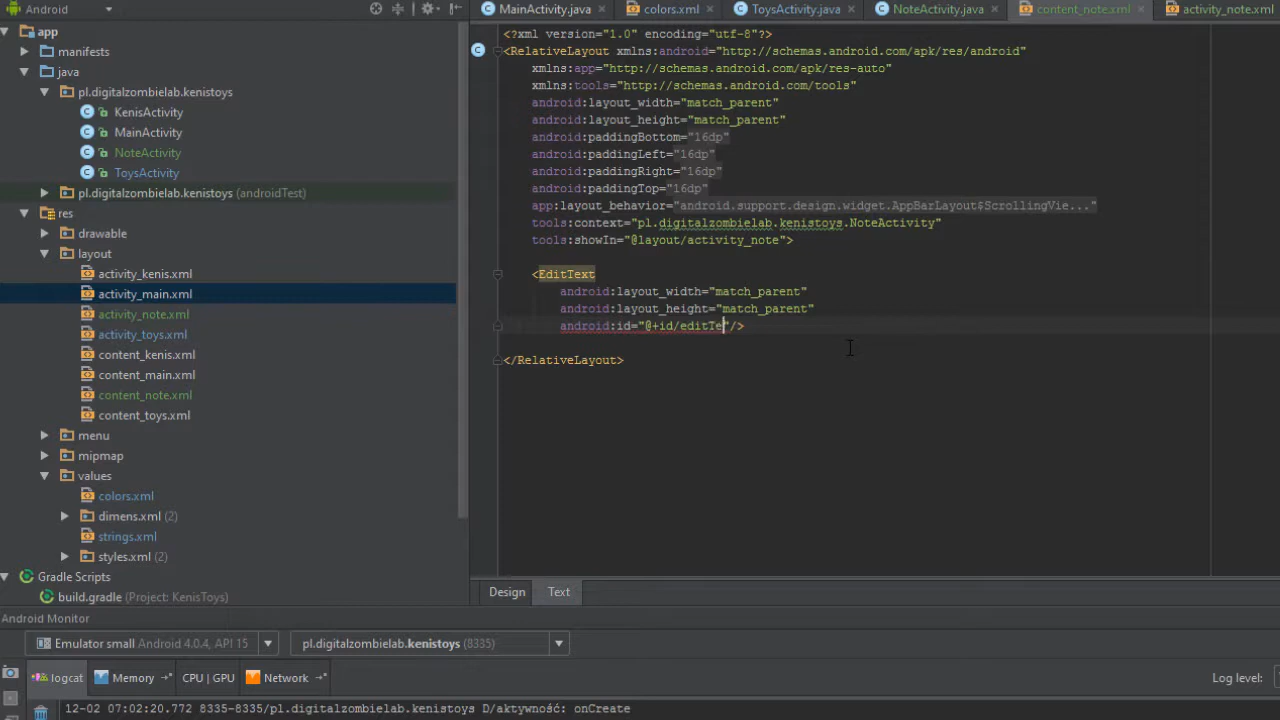 Android
MainActivity.java
colors.xml
ToysActivity.java
NoteActivity.java
content_note.xml
activity_note.xml
app
manifests
java
pl.digitalzombielab.kenistoys
KenisActivity
MainActivity
NoteActivity
ToysActivity
pl.digitalzombielab.kenistoys (androidTest)
res
drawable
layout
activity_kenis.xml
activity_main.xml
activity_note.xml
activity_toys.xml
content_kenis.xml
content_main.xml
content_note.xml
content_toys.xml
menu
mipmap
values
colors.xml
dimens.xml (2)
strings.xml
styles.xml (2)
Gradle Scripts
build.gradle (Project: KenisToys)
<?xml version="1.0" encoding="utf-8"?>
<RelativeLayout xmlns:android="http://schemas.android.com/apk/res/android"
xmlns:app="http://schemas.android.com/apk/res-auto"
xmlns:tools="http://schemas.android.com/tools"
android:layout_width="match_parent"
android:layout_height="match_parent"
android:paddingBottom="16dp"
android:paddingLeft="16dp"
android:paddingRight="16dp"
android:paddingTop="16dp"
app:layout_behavior="android.support.design.widget.AppBarLayout$ScrollingVie..."
tools:context="pl.digitalzombielab.kenistoys.NoteActivity"
tools:showIn="@layout/activity_note">
<EditText
android:layout_width="match_parent"
android:layout_height="match_parent"
android:id="@+id/editTe"/>
</RelativeLayout>
Design
Text
Android Monitor
Emulator small Android 4.0.4, API 15
pl.digitalzombielab.kenistoys (8335)
logcat
Memory
CPU | GPU
Network
Log level:
12-02 07:02:20.772 8335-8335/pl.digitalzombielab.kenistoys D/aktywność: onCreate